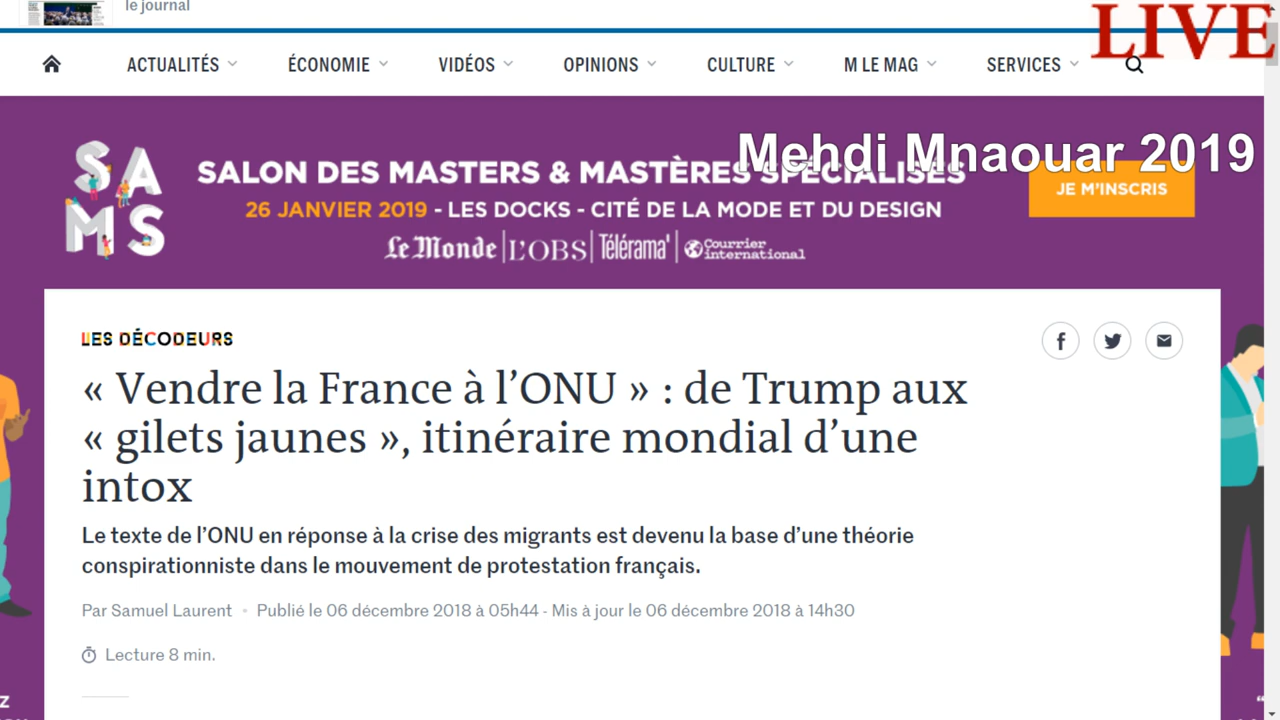 le journal
LIVE
ACTUALITÉS ÉCONOMIE VIDÉOS OPINIONS CULTURE M LE MAG SERVICES
Mehdi Mnaouar 2019
SAMS
SALON DES MASTERS & MASTÈRES SPÉCIALISÉS
JE M'INSCRIS
26 JANVIER 2019 - LES DOCKS - CITÉ DE LA MODE ET DU DESIGN
Le Monde L'OBS Télérama' Courrier international
LES DÉCODEURS
« Vendre la France à l'ONU » : de Trump aux
« gilets jaunes », itinéraire mondial d'une
intox
Le texte de l'ONU en réponse à la crise des migrants est devenu la base d'une théorie
conspirationniste dans le mouvement de protestation français.
Par Samuel Laurent • Publié le 06 décembre 2018 à 05h44 - Mis à jour le 06 décembre 2018 à 14h30
Lecture 8 min.